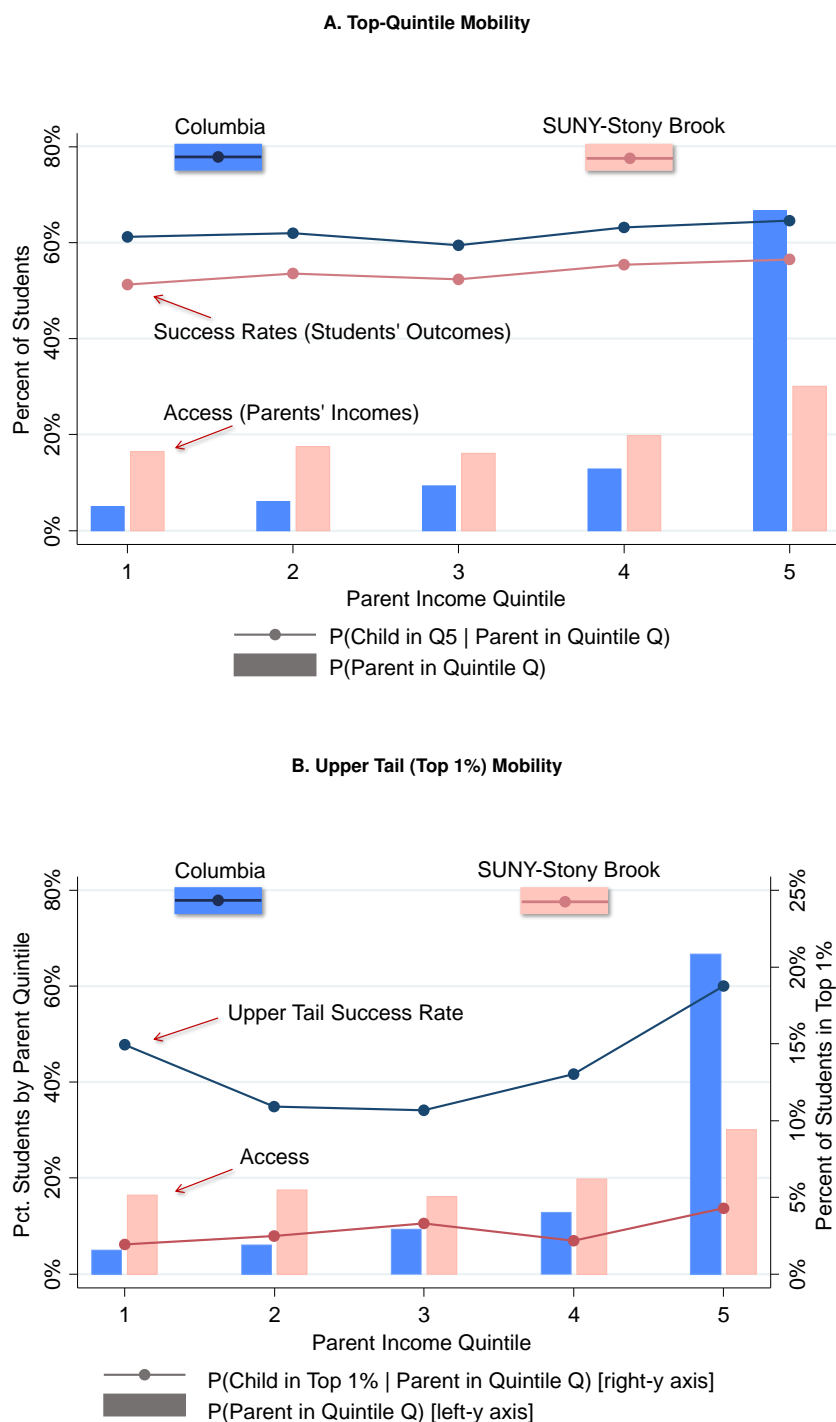 A. Top-Quintile Mobility
Columbia
SUNY-Stony Brook
80%
60%
40%
20%
0%
Percent of Students
Success Rates (Students' Outcomes)
Access (Parents' Incomes)
1 2 3 4 5
Parent Income Quintile
P(Child in Q5 | Parent in Quintile Q)
P(Parent in Quintile Q)
B. Upper Tail (Top 1%) Mobility
Columbia
SUNY-Stony Brook
80%
60%
40%
20%
0%
Pct. Students by Parent Quintile
25%
20%
15%
10%
5%
0%
Percent of Students in Top 1%
Upper Tail Success Rate
Access
1 2 3 4 5
Parent Income Quintile
P(Child in Top 1% | Parent in Quintile Q) [right-y axis]
P(Parent in Quintile Q) [left-y axis]